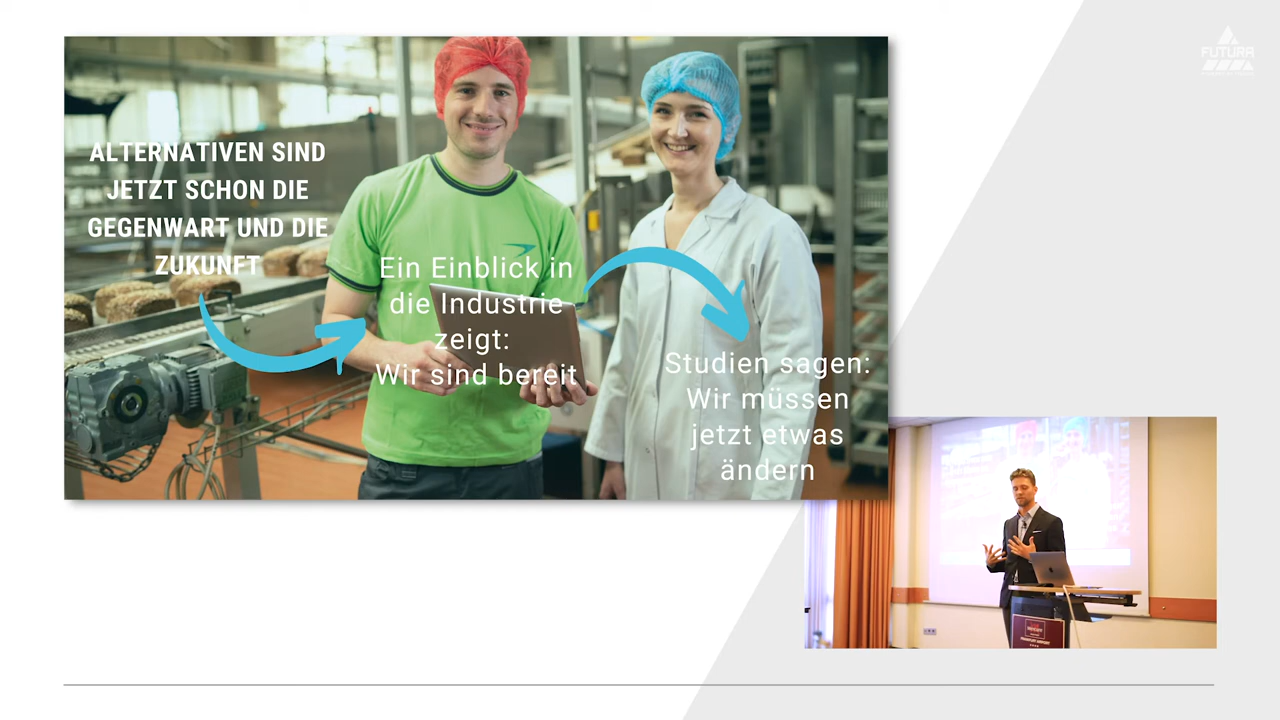 FUTURA
ALTERNATIVEN SIND
JETZT SCHON DIE
GEGENWART UND DIE
ZUKUNFT
Ein Einblick in
die Industrie
zeigt:
Wir sind bereit
Studien sagen:
Wir müssen
jetzt etwas
ändern